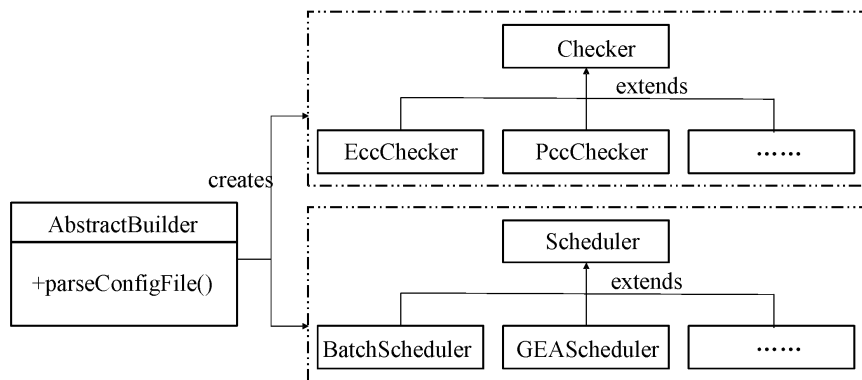 Checker
extends
EccChecker PccChecker ......
creates
AbstractBuilder
+parseConfigFile()
Scheduler
extends
BatchScheduler GEAScheduler ......